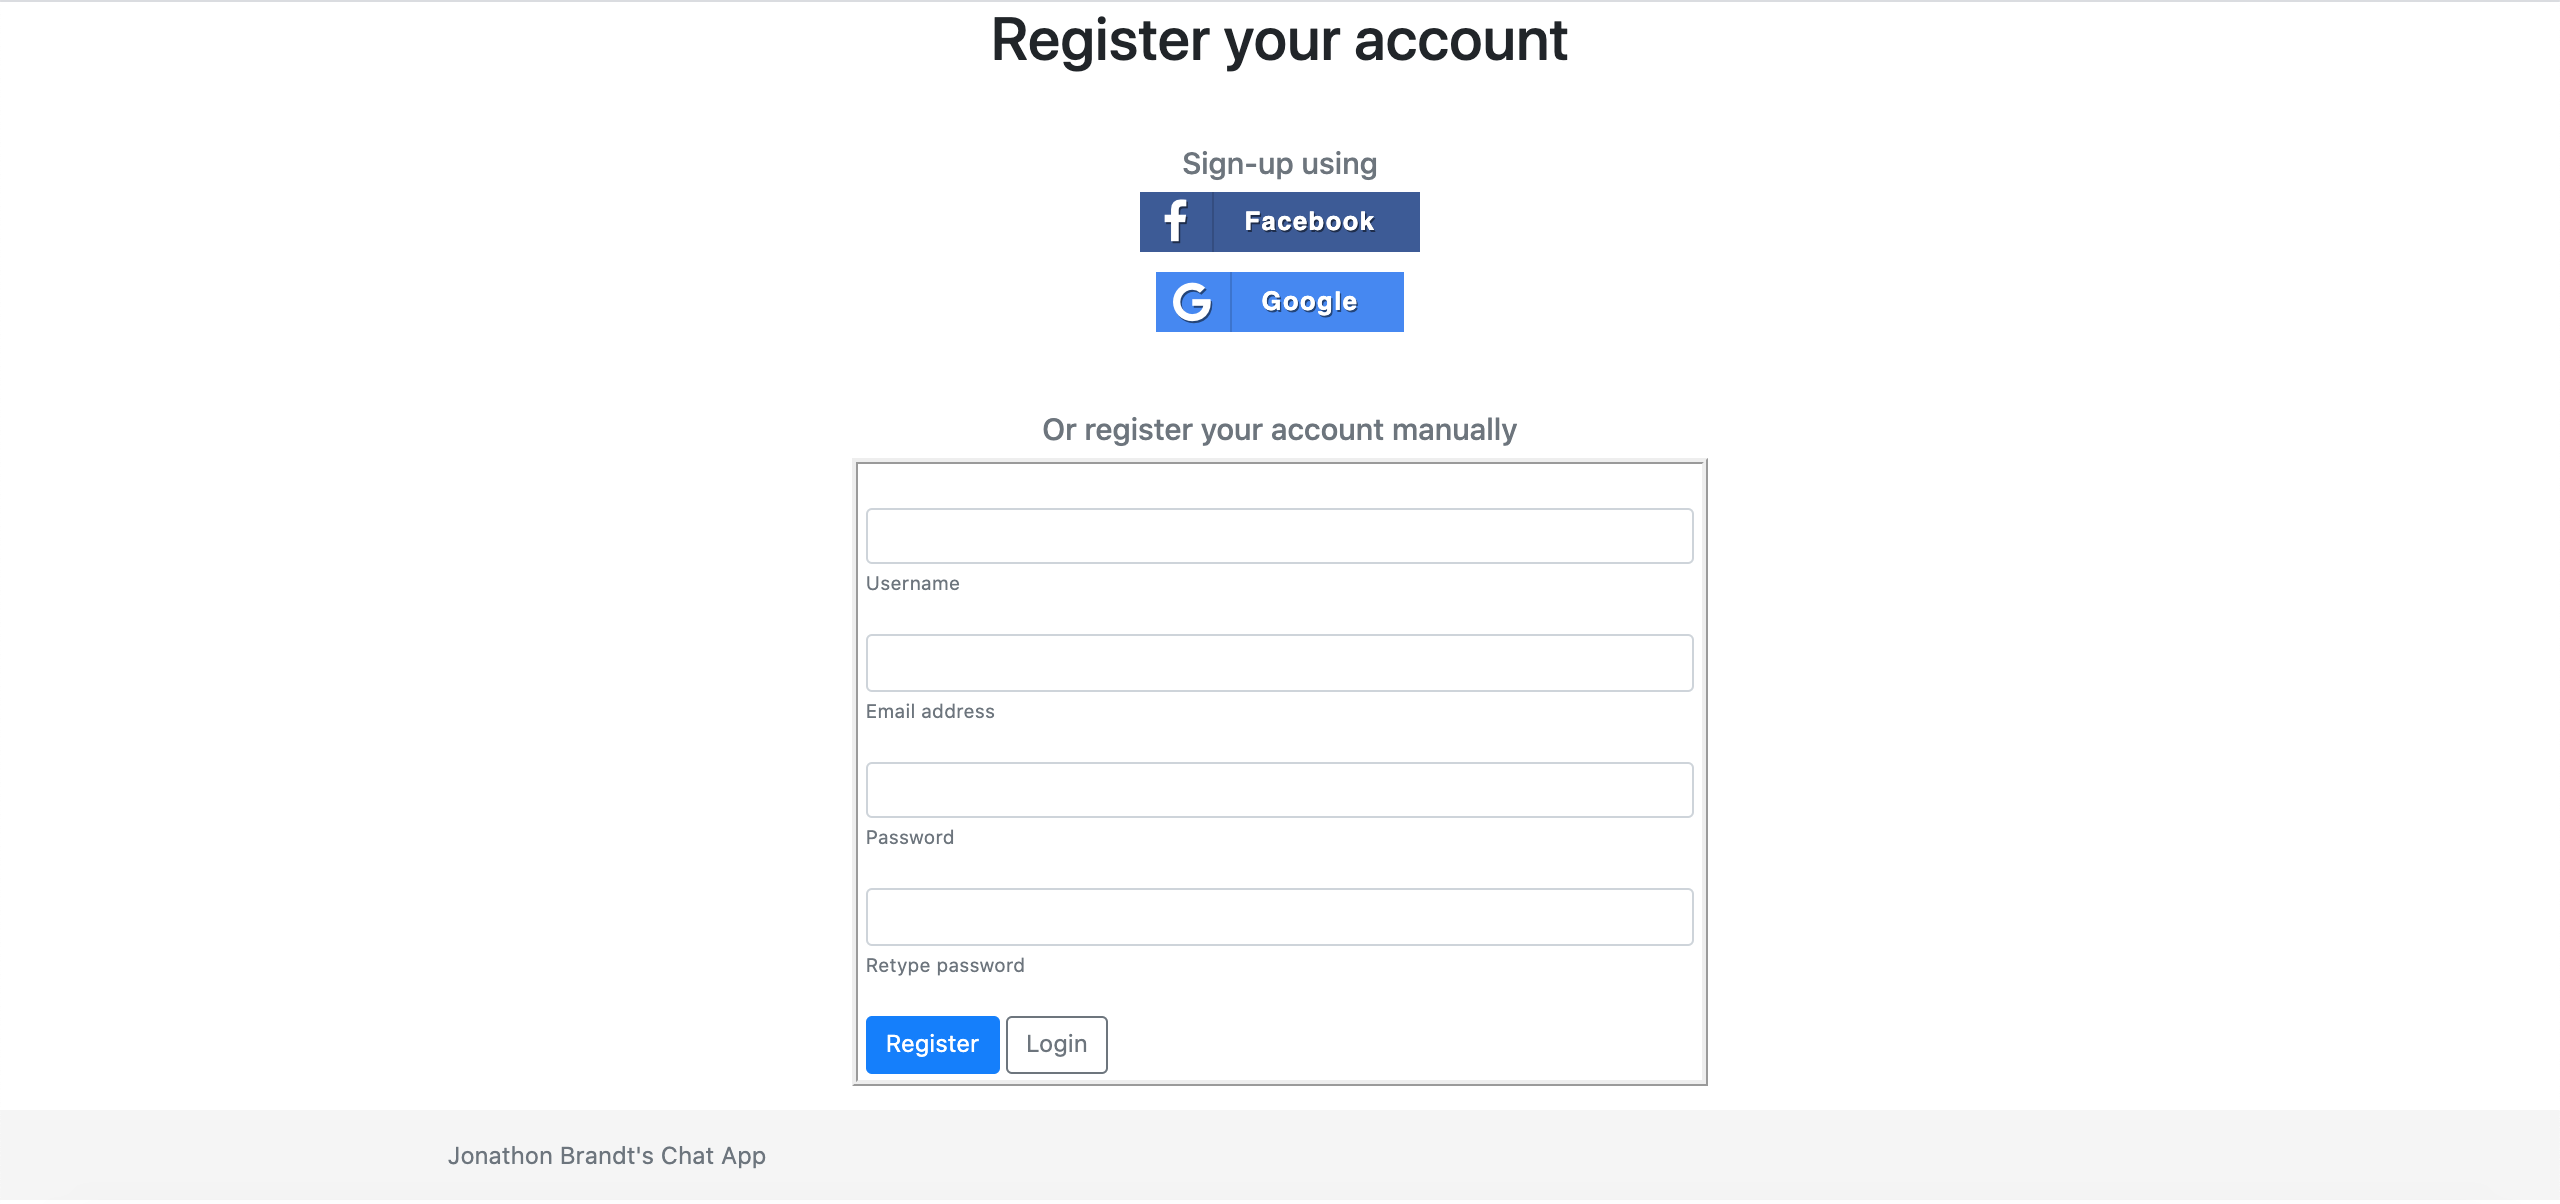 Register your account
Sign-up using
Facebook
Google
Or register your account manually
Username
Email address
Password
Retype password
Register Login
Jonathon Brandt's Chat App